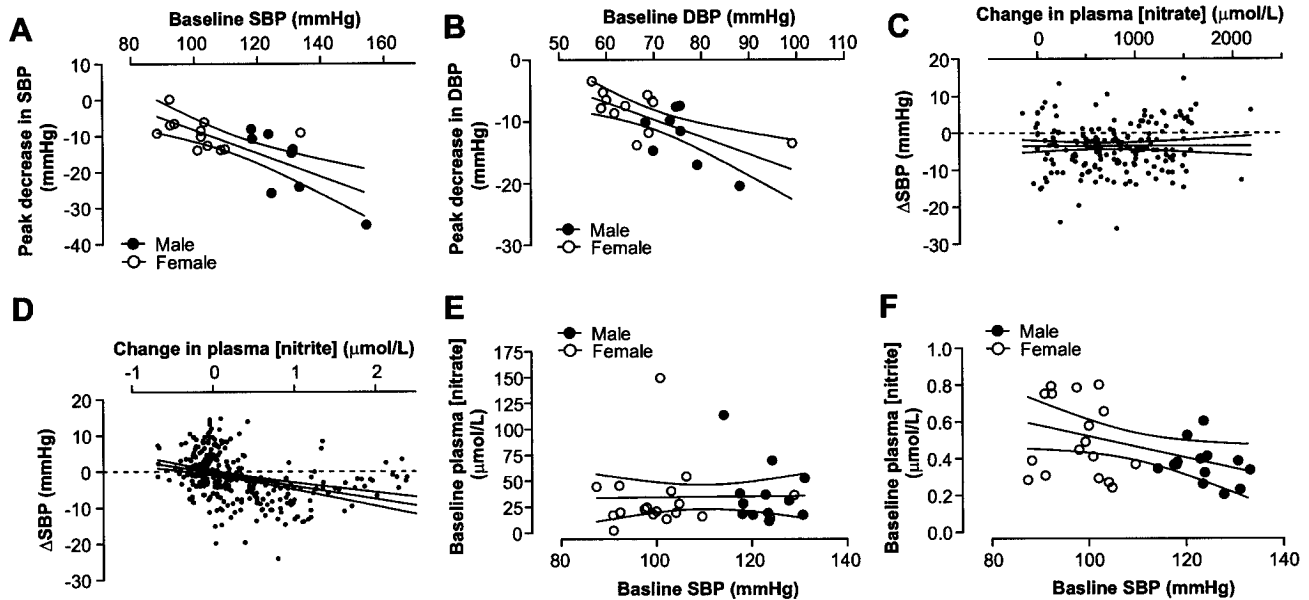 A
Baseline SBP (mmHg)
80 100 120 140 160
Peak decrease in SBP
(mmHg)
10
0
-10
-20
-30
-40
Male
Female
B
Baseline DBP (mmHg)
50 60 70 80 90 100 110
Peak decrease in DBP
(mmHg)
0
-10
-20
-30
Male
Female
C
Change in plasma [nitrate] (μmol/L)
0 1000 2000
ΔSBP (mmHg)
20
10
0
-10
-20
-30
D
Change in plasma [nitrite] (μmol/L)
-1 0 1 2
ΔSBP (mmHg)
20
10
0
-10
-20
-30
E
Male
Female
Baseline plasma [nitrate]
(μmol/L)
175
150
125
100
75
50
25
0
80 100 120 140
Basline SBP (mmHg)
F
Male
Female
Baseline plasma [nitrite]
(μmol/L)
1.0
0.8
0.6
0.4
0.2
0.0
80 100 120 140
Basline SBP (mmHg)